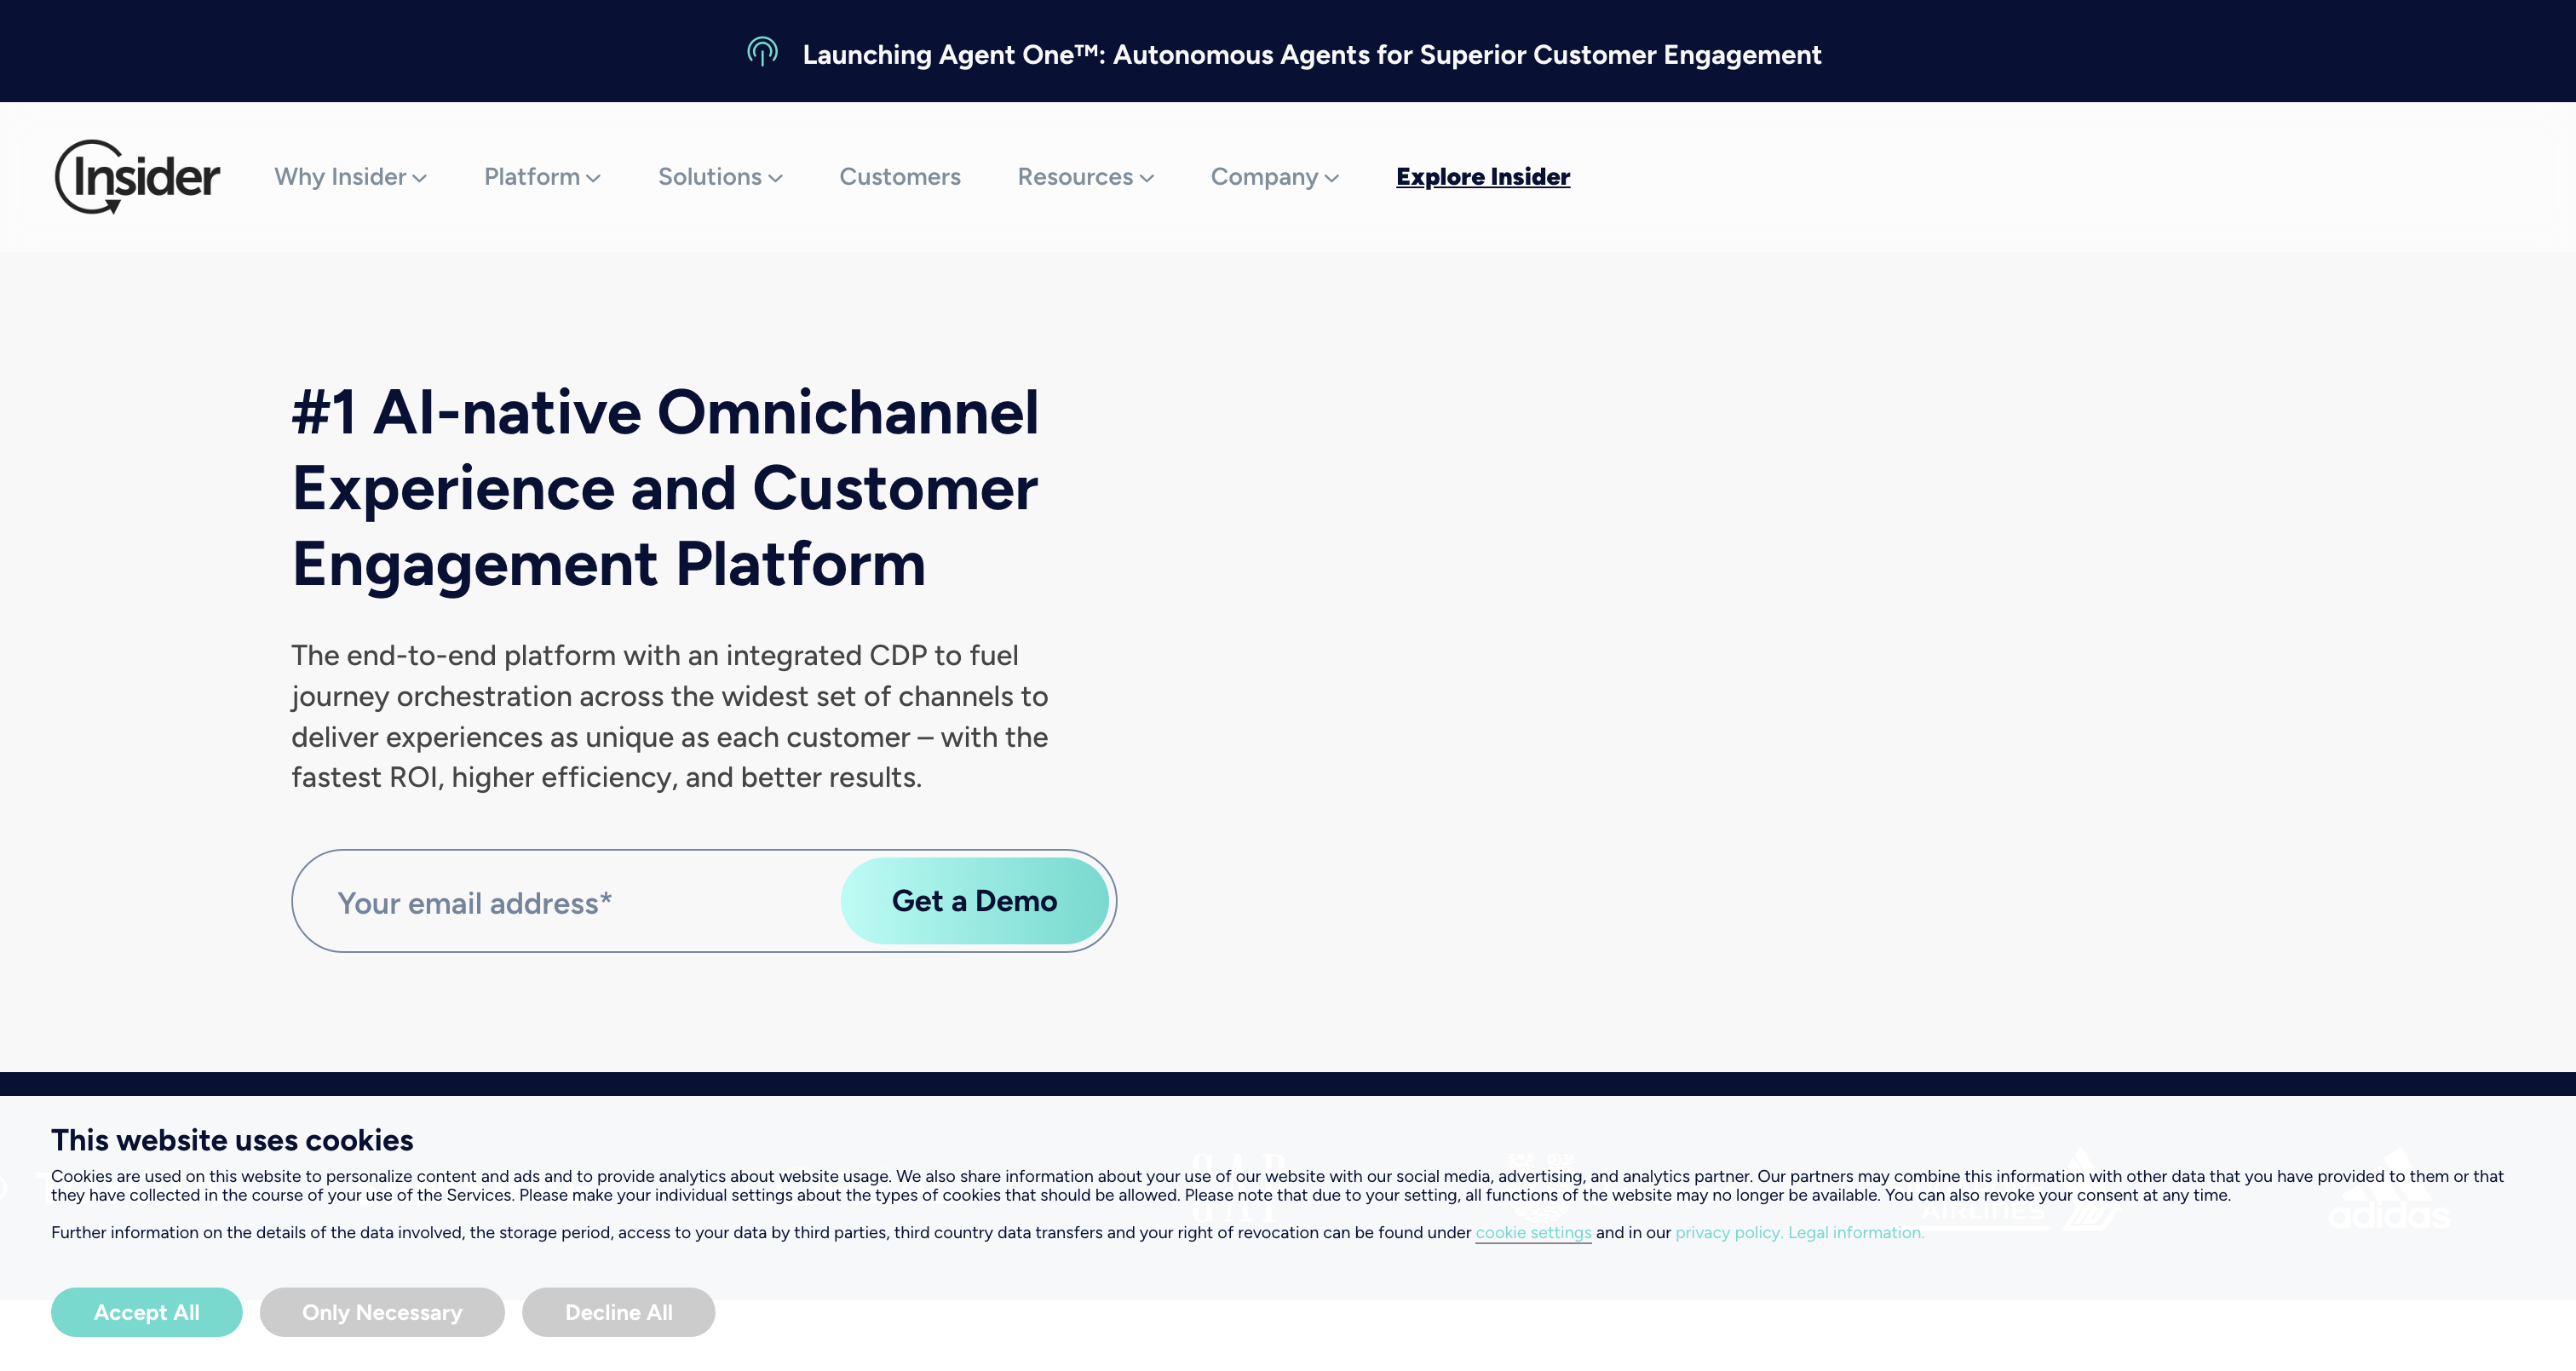 Launching Agent One™: Autonomous Agents for Superior Customer Engagement
Insider
Why Insider
Platform
Solutions
Customers
Resources
Company
Explore Insider
#1 AI-native Omnichannel
Experience and Customer
Engagement Platform
The end-to-end platform with an integrated CDP to fuel
journey orchestration across the widest set of channels to
deliver experiences as unique as each customer – with the
fastest ROI, higher efficiency, and better results.
Your email address*
Get a Demo
This website uses cookies
Cookies are used on this website to personalize content and ads and to provide analytics about website usage. We also share information about your use of our website with our social media, advertising, and analytics partner. Our partners may combine this information with other data that you have provided to them or that
they have collected in the course of your use of the Services. Please make your individual settings about the types of cookies that should be allowed. Please note that due to your setting, all functions of the website may no longer be available. You can also revoke your consent at any time.
GAP
AIRLINES
adidas
Further information on the details of the data involved, the storage period, access to your data by third parties, third country data transfers and your right of revocation can be found under cookie settings and in our privacy policy. Legal information.
Accept All
Only Necessary
Decline All